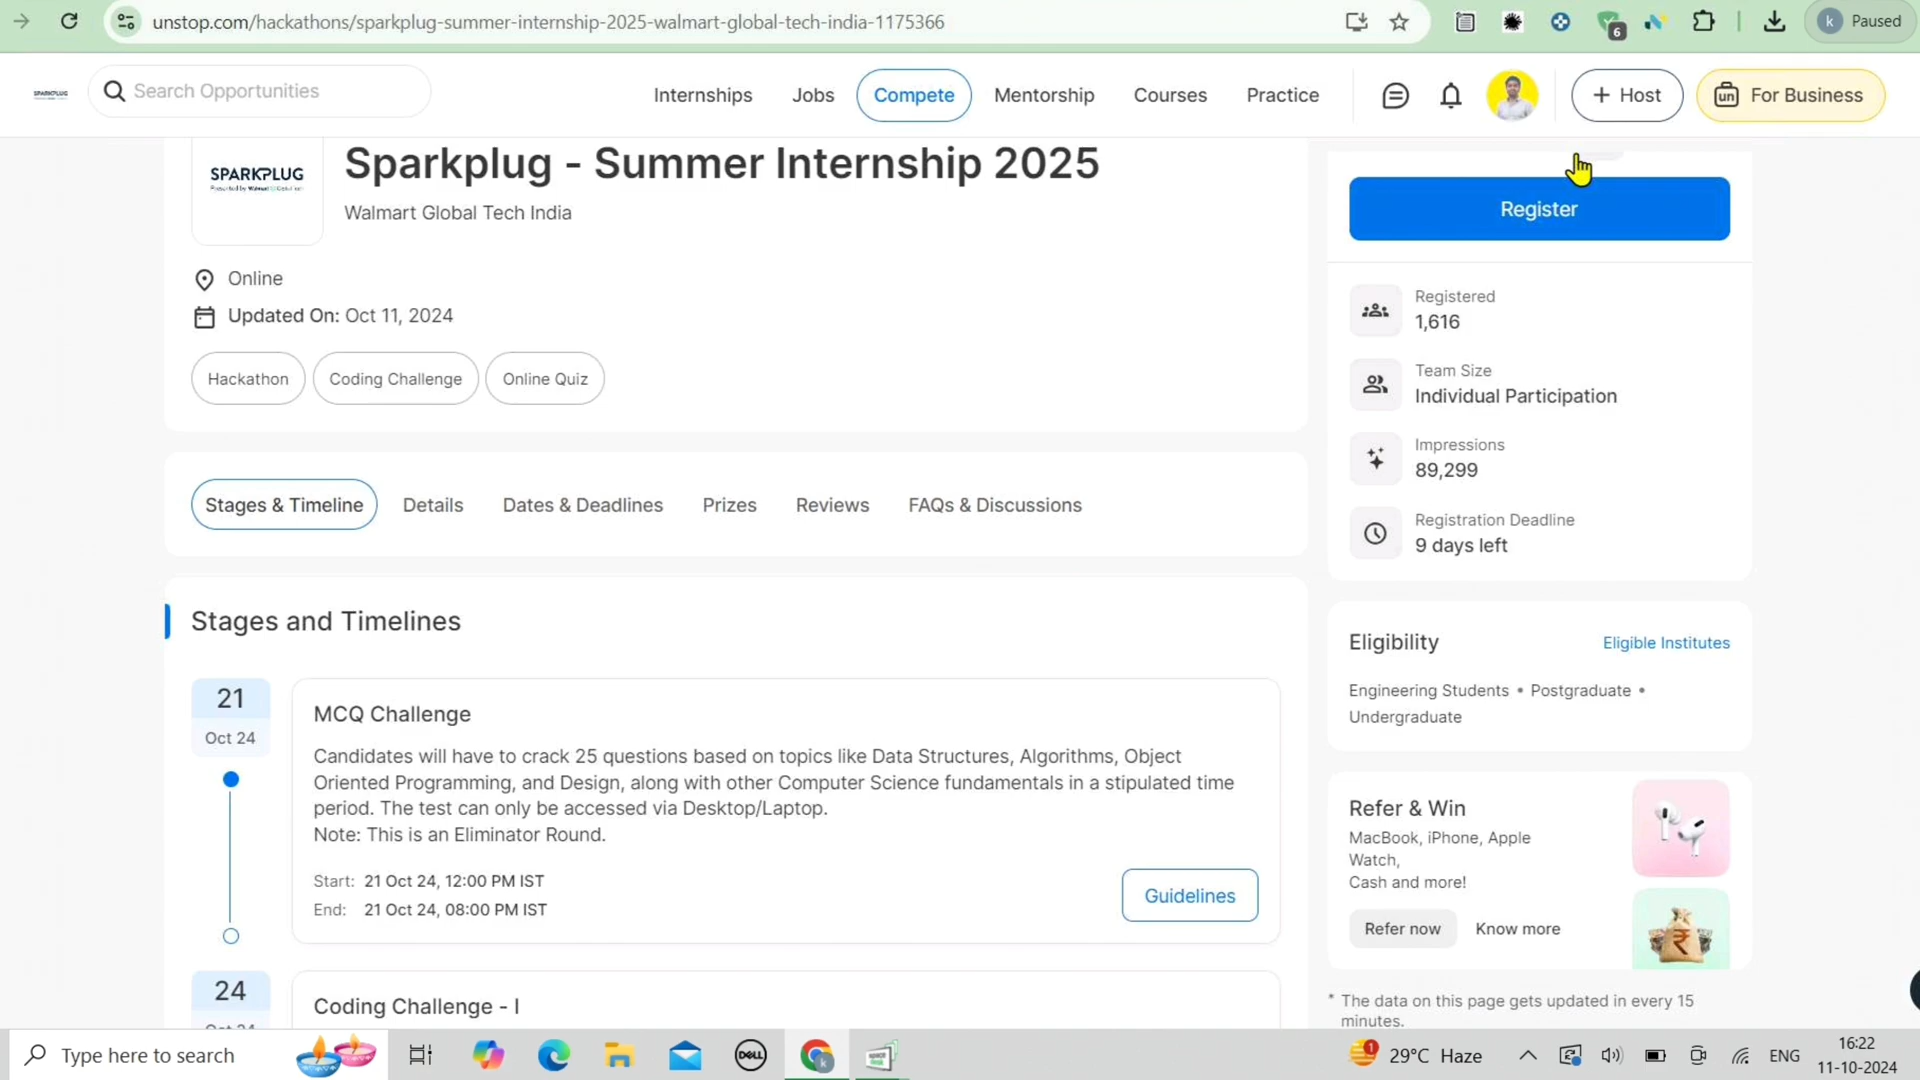 unstop.com/hackathons/sparkplug-summer-internship-2025-walmart-global-tech-india-1175366
6
k
Paused
SPARKPLUG
Search Opportunities
Internships
Jobs
Compete
Mentorship
Courses
Practice
+ Host
un For Business
SPARKPLUG
Sparkplug - Summer Internship 2025
Walmart Global Tech India
Register
Online
Updated On: Oct 11, 2024
Hackathon
Coding Challenge
Online Quiz
Registered
1,616
Team Size
Individual Participation
Impressions
89,299
Registration Deadline
9 days left
Stages & Timeline
Details
Dates & Deadlines
Prizes
Reviews
FAQs & Discussions
Stages and Timelines
21
Oct 24
MCQ Challenge
Candidates will have to crack 25 questions based on topics like Data Structures, Algorithms, Object
Oriented Programming, and Design, along with other Computer Science fundamentals in a stipulated time
period. The test can only be accessed via Desktop/Laptop.
Note: This is an Eliminator Round.
Start: 21 Oct 24, 12:00 PM IST
End: 21 Oct 24, 08:00 PM IST
Guidelines
24
Oct 24
Coding Challenge - I
Eligibility
Eligible Institutes
Engineering Students • Postgraduate •
Undergraduate
Refer & Win
MacBook, iPhone, Apple
Watch,
Cash and more!
Refer now
Know more
* The data on this page gets updated in every 15
minutes.
Type here to search
DELL
1
29°C Haze
ENG
16:22
11-10-2024